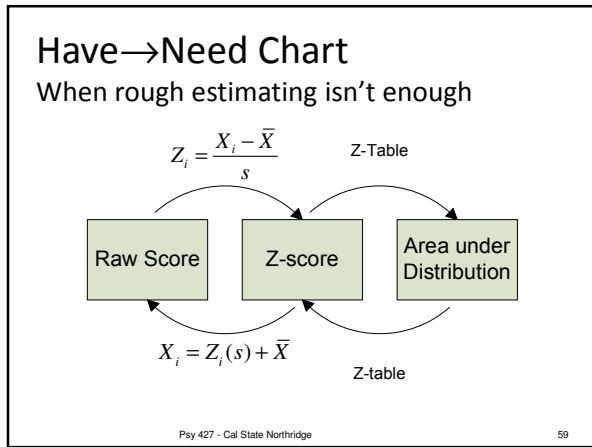 Have→Need Chart
When rough estimating isn't enough
Z_i = (X_i − X̄) / s
Z-Table
Raw Score
Z-score
Area under
Distribution
X_i = Z_i(s) + X̄
Z-table
Psy 427 - Cal State Northridge
59